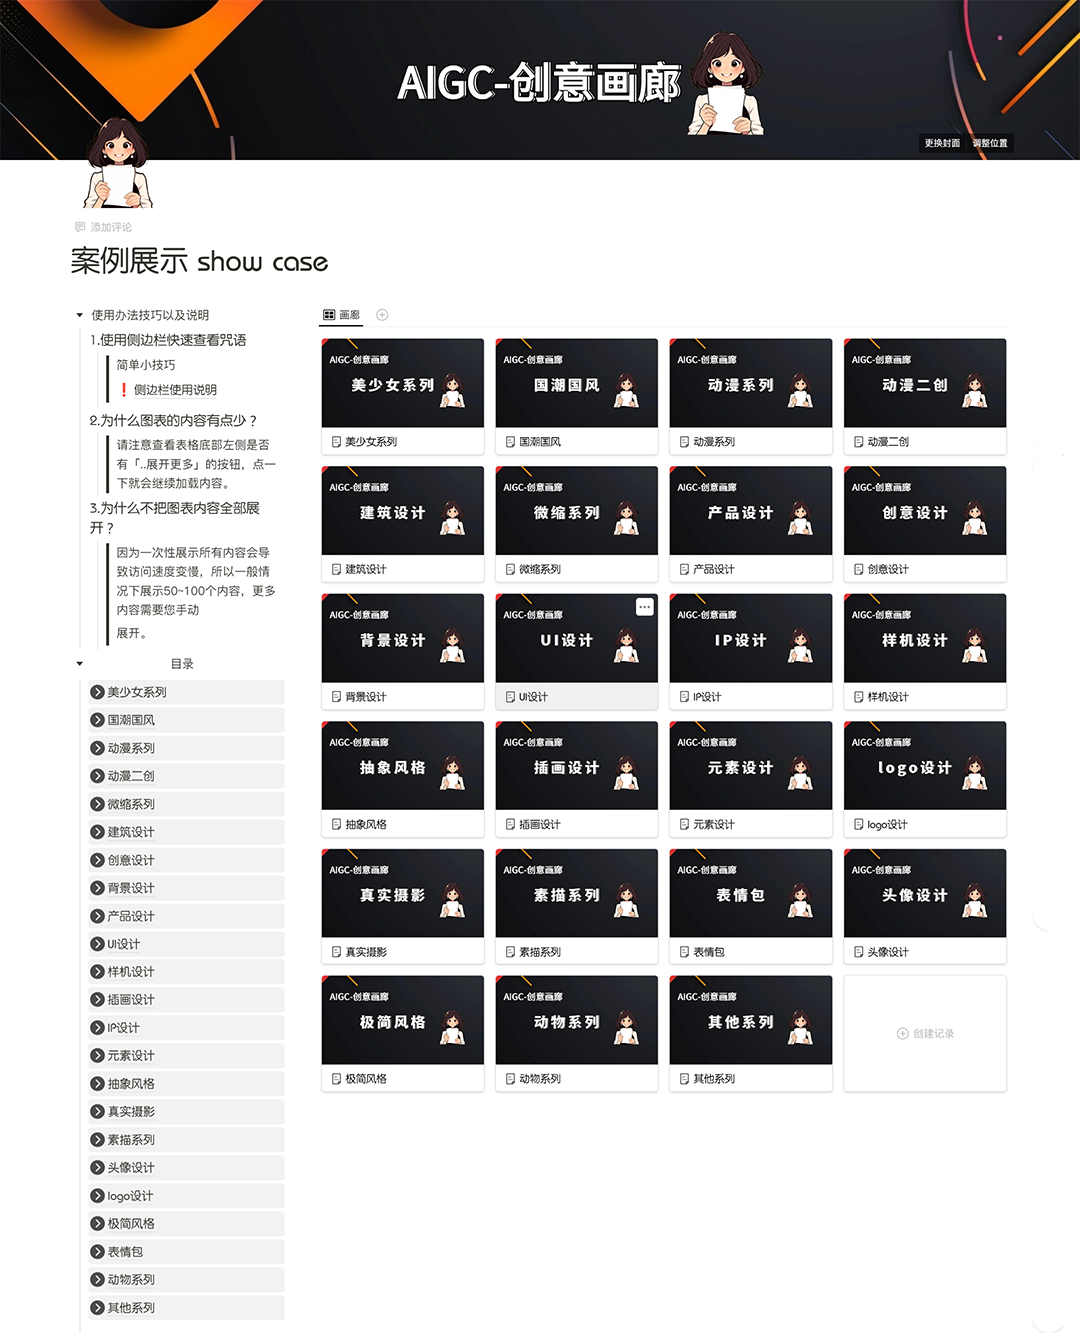 AIGC-创意画廊
更换封面 调整位置
添加评论
案例展示 show case
使用办法技巧以及说明
1.使用侧边栏快速查看咒语
简单小技巧
❗ 侧边栏使用说明
2.为什么图表的内容有点少？
请注意查看表格底部左侧是否
有「..展开更多」的按钮，点一
下就会继续加载内容。
3.为什么不把图表内容全部展
开？
因为一次性展示所有内容会导
致访问速度变慢，所以一般情
况下展示50~100个内容，更多
内容需要您手动
展开。
目录
美少女系列
国潮国风
动漫系列
动漫二创
微缩系列
建筑设计
创意设计
背景设计
产品设计
UI设计
样机设计
插画设计
IP设计
元素设计
抽象风格
真实摄影
素描系列
头像设计
logo设计
极简风格
表情包
动物系列
其他系列
画廊
AIGC-创意画廊
美少女系列
美少女系列
AIGC-创意画廊
国潮国风
国潮国风
AIGC-创意画廊
动漫系列
动漫系列
AIGC-创意画廊
动漫二创
动漫二创
AIGC-创意画廊
建筑设计
建筑设计
AIGC-创意画廊
微缩系列
微缩系列
AIGC-创意画廊
产品设计
产品设计
AIGC-创意画廊
创意设计
创意设计
AIGC-创意画廊
背景设计
背景设计
AIGC-创意画廊
UI设计
UI设计
AIGC-创意画廊
IP设计
IP设计
AIGC-创意画廊
样机设计
样机设计
AIGC-创意画廊
抽象风格
抽象风格
AIGC-创意画廊
插画设计
插画设计
AIGC-创意画廊
元素设计
元素设计
AIGC-创意画廊
logo设计
logo设计
AIGC-创意画廊
真实摄影
真实摄影
AIGC-创意画廊
素描系列
素描系列
AIGC-创意画廊
表情包
表情包
AIGC-创意画廊
头像设计
头像设计
AIGC-创意画廊
极简风格
极简风格
AIGC-创意画廊
动物系列
动物系列
AIGC-创意画廊
其他系列
其他系列
创建记录